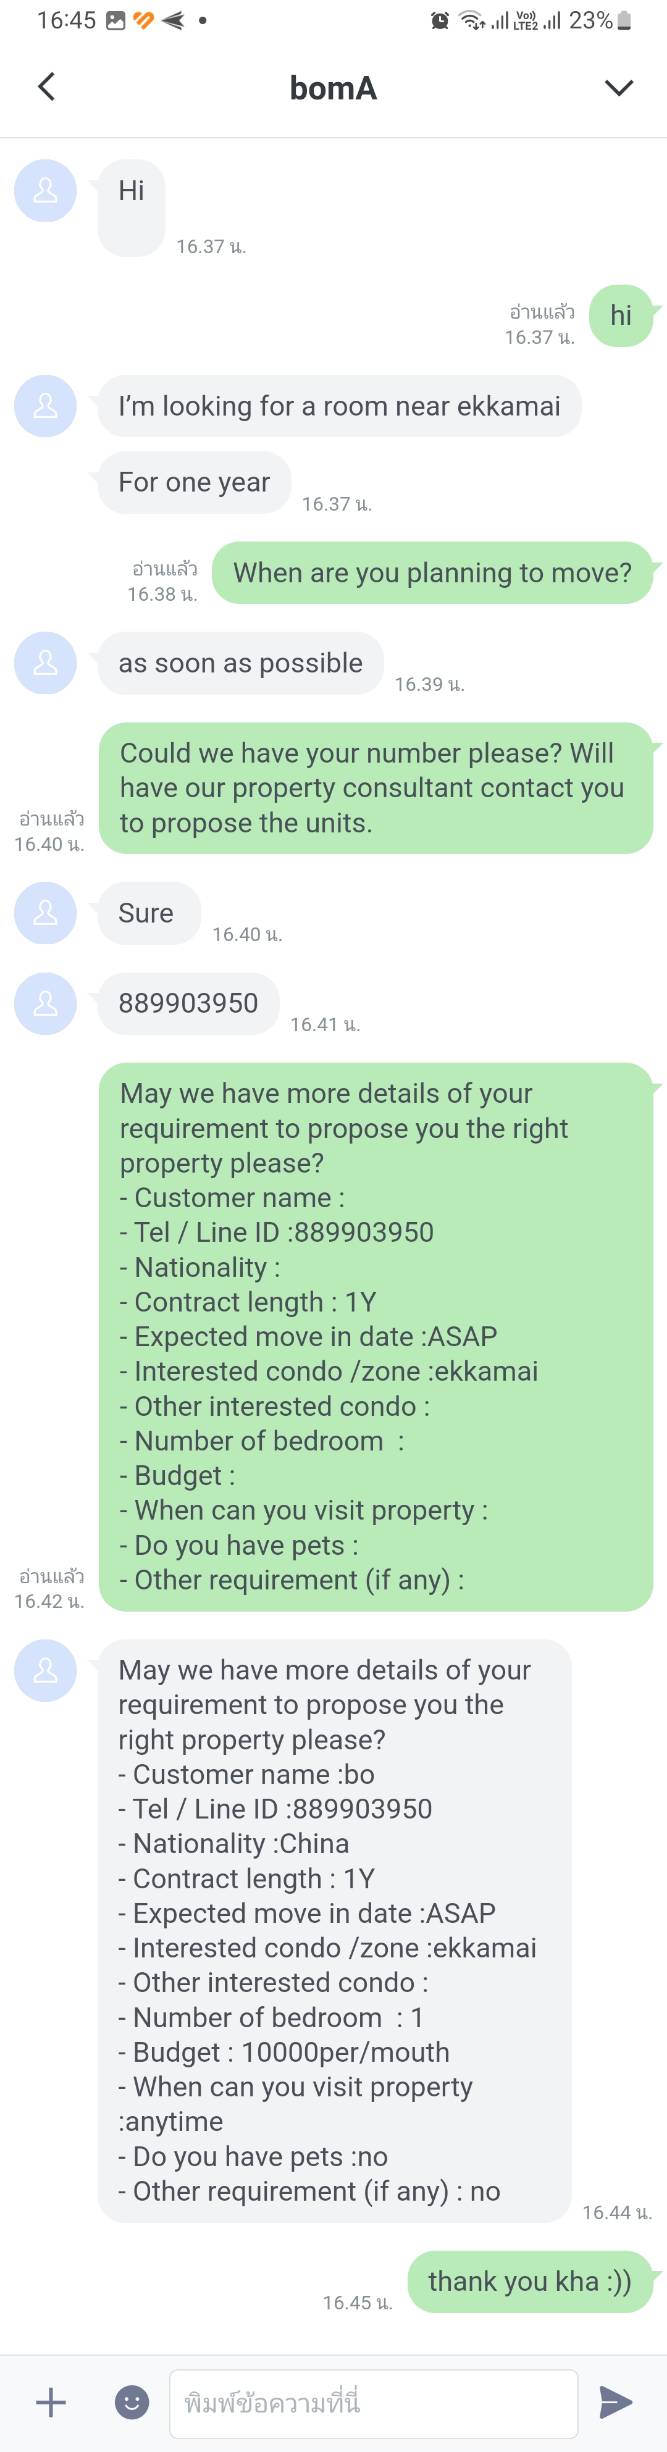 16:45
Vo)) LTE2 23%
bomA
Hi
16.37 น.
อ่านแล้ว
16.37 น.
hi
I'm looking for a room near ekkamai
For one year
16.37 น.
อ่านแล้ว
16.38 น.
When are you planning to move?
as soon as possible
16.39 น.
Could we have your number please? Will
have our property consultant contact you
to propose the units.
อ่านแล้ว
16.40 น.
Sure
16.40 น.
889903950
16.41 น.
May we have more details of your
requirement to propose you the right
property please?
- Customer name :
- Tel / Line ID :889903950
- Nationality :
- Contract length : 1Y
- Expected move in date :ASAP
- Interested condo /zone :ekkamai
- Other interested condo :
- Number of bedroom  :
- Budget :
- When can you visit property :
- Do you have pets :
- Other requirement (if any) :
อ่านแล้ว
16.42 น.
May we have more details of your
requirement to propose you the
right property please?
- Customer name :bo
- Tel / Line ID :889903950
- Nationality :China
- Contract length : 1Y
- Expected move in date :ASAP
- Interested condo /zone :ekkamai
- Other interested condo :
- Number of bedroom  : 1
- Budget : 10000per/mouth
- When can you visit property
:anytime
- Do you have pets :no
- Other requirement (if any) : no
16.44 น.
thank you kha :))
16.45 น.
พิมพ์ข้อความที่นี่